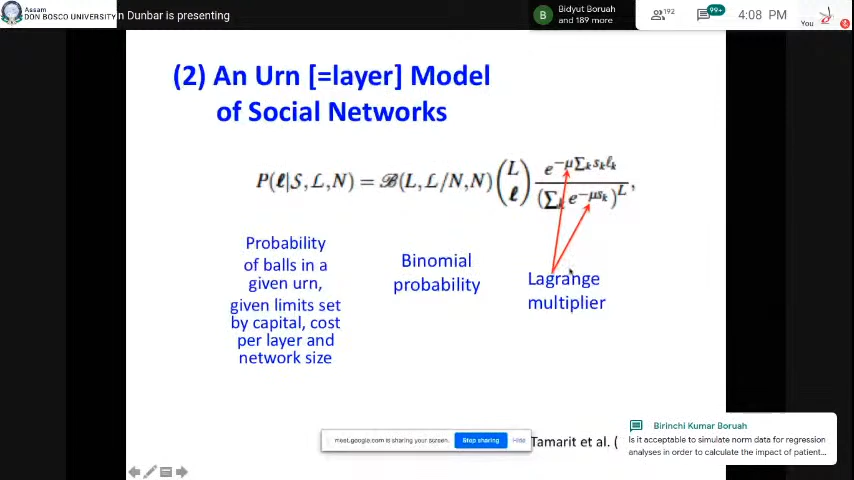 Assam
DON BOSCO UNIVERSITY
n Dunbar is presenting
B
Bidyut Boruah
and 189 more
192
99+
4:08 PM
You
(2) An Urn [=layer] Model
of Social Networks
P(ℓ|S,L,N) = ℬ(L,L/N,N) (L ℓ) e^{−μ∑_k s_k ℓ_k} / (∑_k e^{−μ s_k})^L ,
Probability
of balls in a
given urn,
given limits set
by capital, cost
per layer and
network size
Binomial
probability
Lagrange
multiplier
meet.google.com is sharing your screen.
Stop sharing
Hide
Tamarit et al. (
Birinchi Kumar Boruah
Is it acceptable to simulate norm data for regression
analyses in order to calculate the impact of patient...